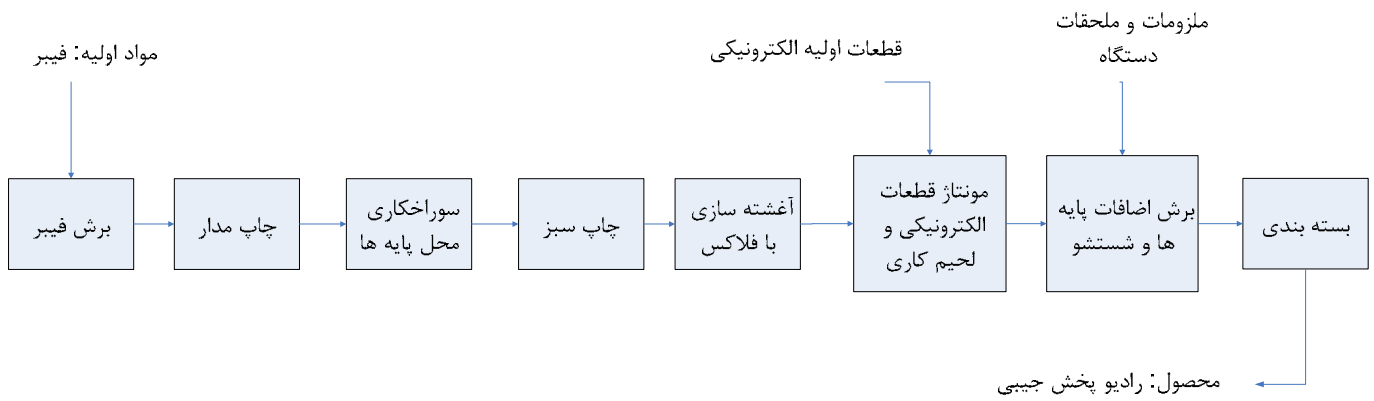 مواد اولیه: فیبر
قطعات اولیه الکترونیکی
ملزومات و ملحقات
دستگاه
برش فیبر
چاپ مدار
سوراخکاری
محل پایه ها
چاپ سبز
آغشته سازی
با فلاکس
مونتاژ قطعات
الکترونیکی و
لحیم کاری
برش اضافات پایه
ها و شستشو
بسته بندی
محصول: رادیو پخش جیبی